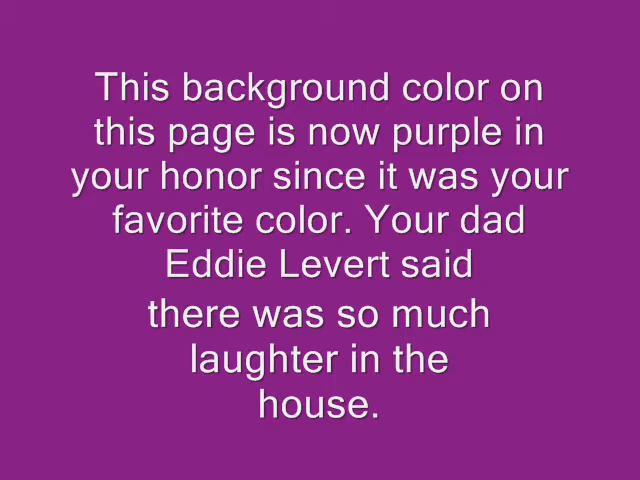 This background color on
this page is now purple in
your honor since it was your
favorite color. Your dad
Eddie Levert said
there was so much
laughter in the
house.